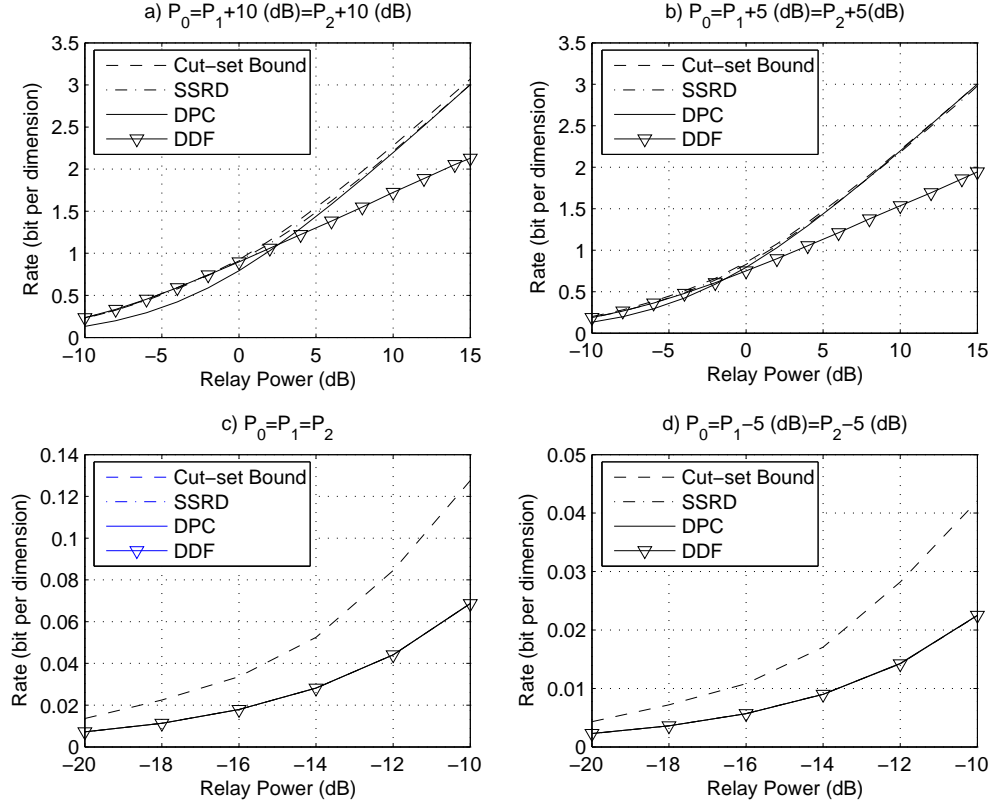 a) P₀=P₁+10 (dB)=P₂+10 (dB)
3.5
3
2.5
2
1.5
1
0.5
0
Rate (bit per dimension)
Cut−set Bound
SSRD
DPC
DDF
−10 −5 0 5 10 15
Relay Power (dB)
b) P₀=P₁+5 (dB)=P₂+5(dB)
3.5
3
2.5
2
1.5
1
0.5
0
Rate (bit per dimension)
Cut−set Bound
SSRD
DPC
DDF
−10 −5 0 5 10 15
Relay Power (dB)
c) P₀=P₁=P₂
0.14
0.12
0.1
0.08
0.06
0.04
0.02
0
Rate (bit per dimension)
Cut−set Bound
SSRD
DPC
DDF
−20 −18 −16 −14 −12 −10
Relay Power (dB)
d) P₀=P₁−5 (dB)=P₂−5 (dB)
0.05
0.04
0.03
0.02
0.01
0
Rate (bit per dimension)
Cut−set Bound
SSRD
DPC
DDF
−20 −18 −16 −14 −12 −10
Relay Power (dB)